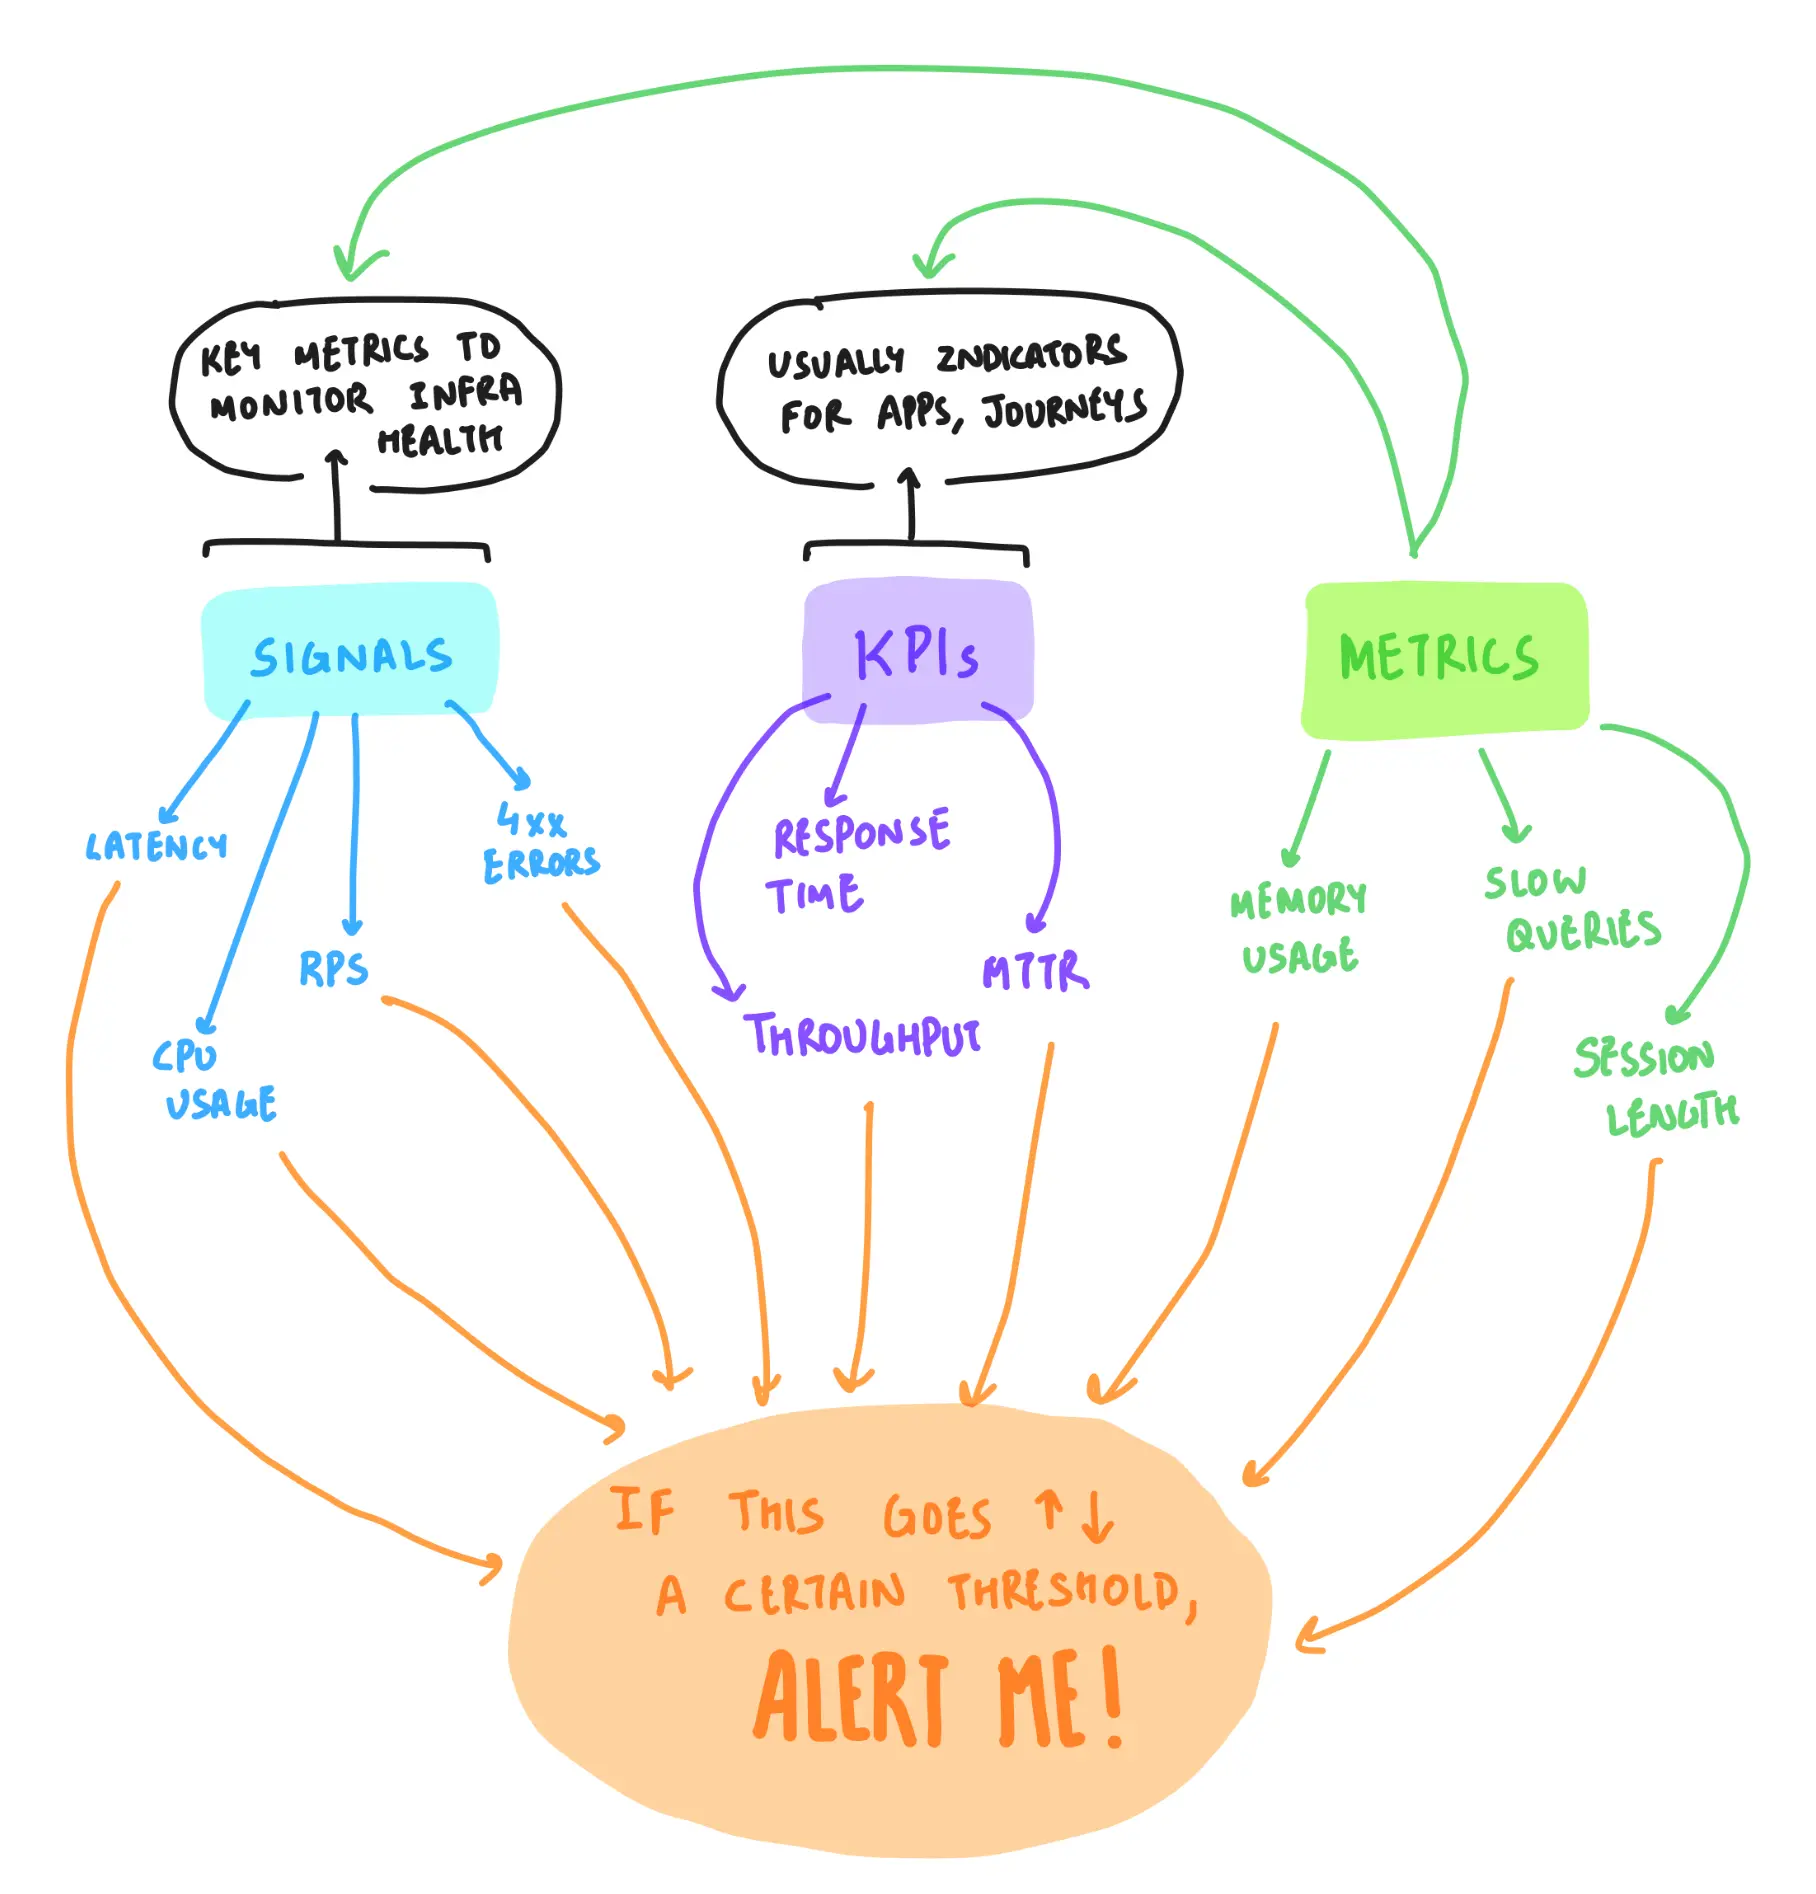 KEY METRICS TO
MONITOR INFRA
HEALTH
USUALLY INDICATORS
FOR APPS, JOURNEYS
SIGNALS
KPIs
METRICS
LATENCY
CPU
USAGE
RPS
4XX
ERRORS
THROUGHPUT
RESPONSE
TIME
MTTR
MEMORY
USAGE
SLOW
QUERIES
SESSION
LENGTH
IF THIS GOES ↑↓
A CERTAIN THRESHOLD,
ALERT ME!